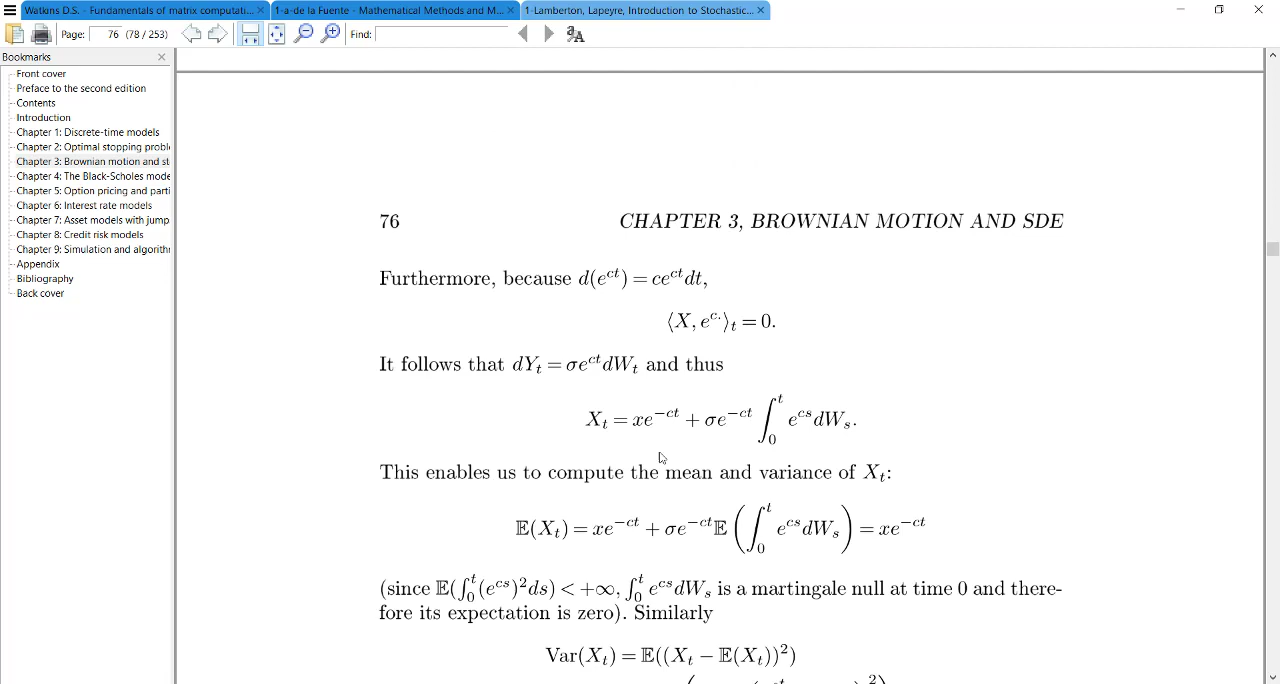 Watkins D.S. - Fundamentals of matrix computati... 1-a-de la Fuente - Mathematical Methods and M... 1-Lamberton, Lapeyre, Introduction to Stochastic...
Page: 76 (78 / 253) Find:
Bookmarks
Front cover
Preface to the second edition
Contents
Introduction
Chapter 1: Discrete-time models
Chapter 2: Optimal stopping probl
Chapter 3: Brownian motion and st
Chapter 4: The Black-Scholes mode
Chapter 5: Option pricing and parti
Chapter 6: Interest rate models
Chapter 7: Asset models with jump
Chapter 8: Credit risk models
Chapter 9: Simulation and algorith
Appendix
Bibliography
Back cover
76 CHAPTER 3, BROWNIAN MOTION AND SDE
Furthermore, because d(e^{ct}) = ce^{ct}dt,
⟨X, e^{c.}⟩_t = 0.
It follows that dY_t = σe^{ct}dW_t and thus
X_t = xe^{−ct} + σe^{−ct} ∫_0^t e^{cs}dW_s.
This enables us to compute the mean and variance of X_t:
𝔼(X_t) = xe^{−ct} + σe^{−ct}𝔼(∫_0^t e^{cs}dW_s) = xe^{−ct}
(since 𝔼(∫_0^t (e^{cs})^2 ds) < +∞, ∫_0^t e^{cs}dW_s is a martingale null at time 0 and there-
fore its expectation is zero). Similarly
Var(X_t) = 𝔼((X_t − 𝔼(X_t))^2)